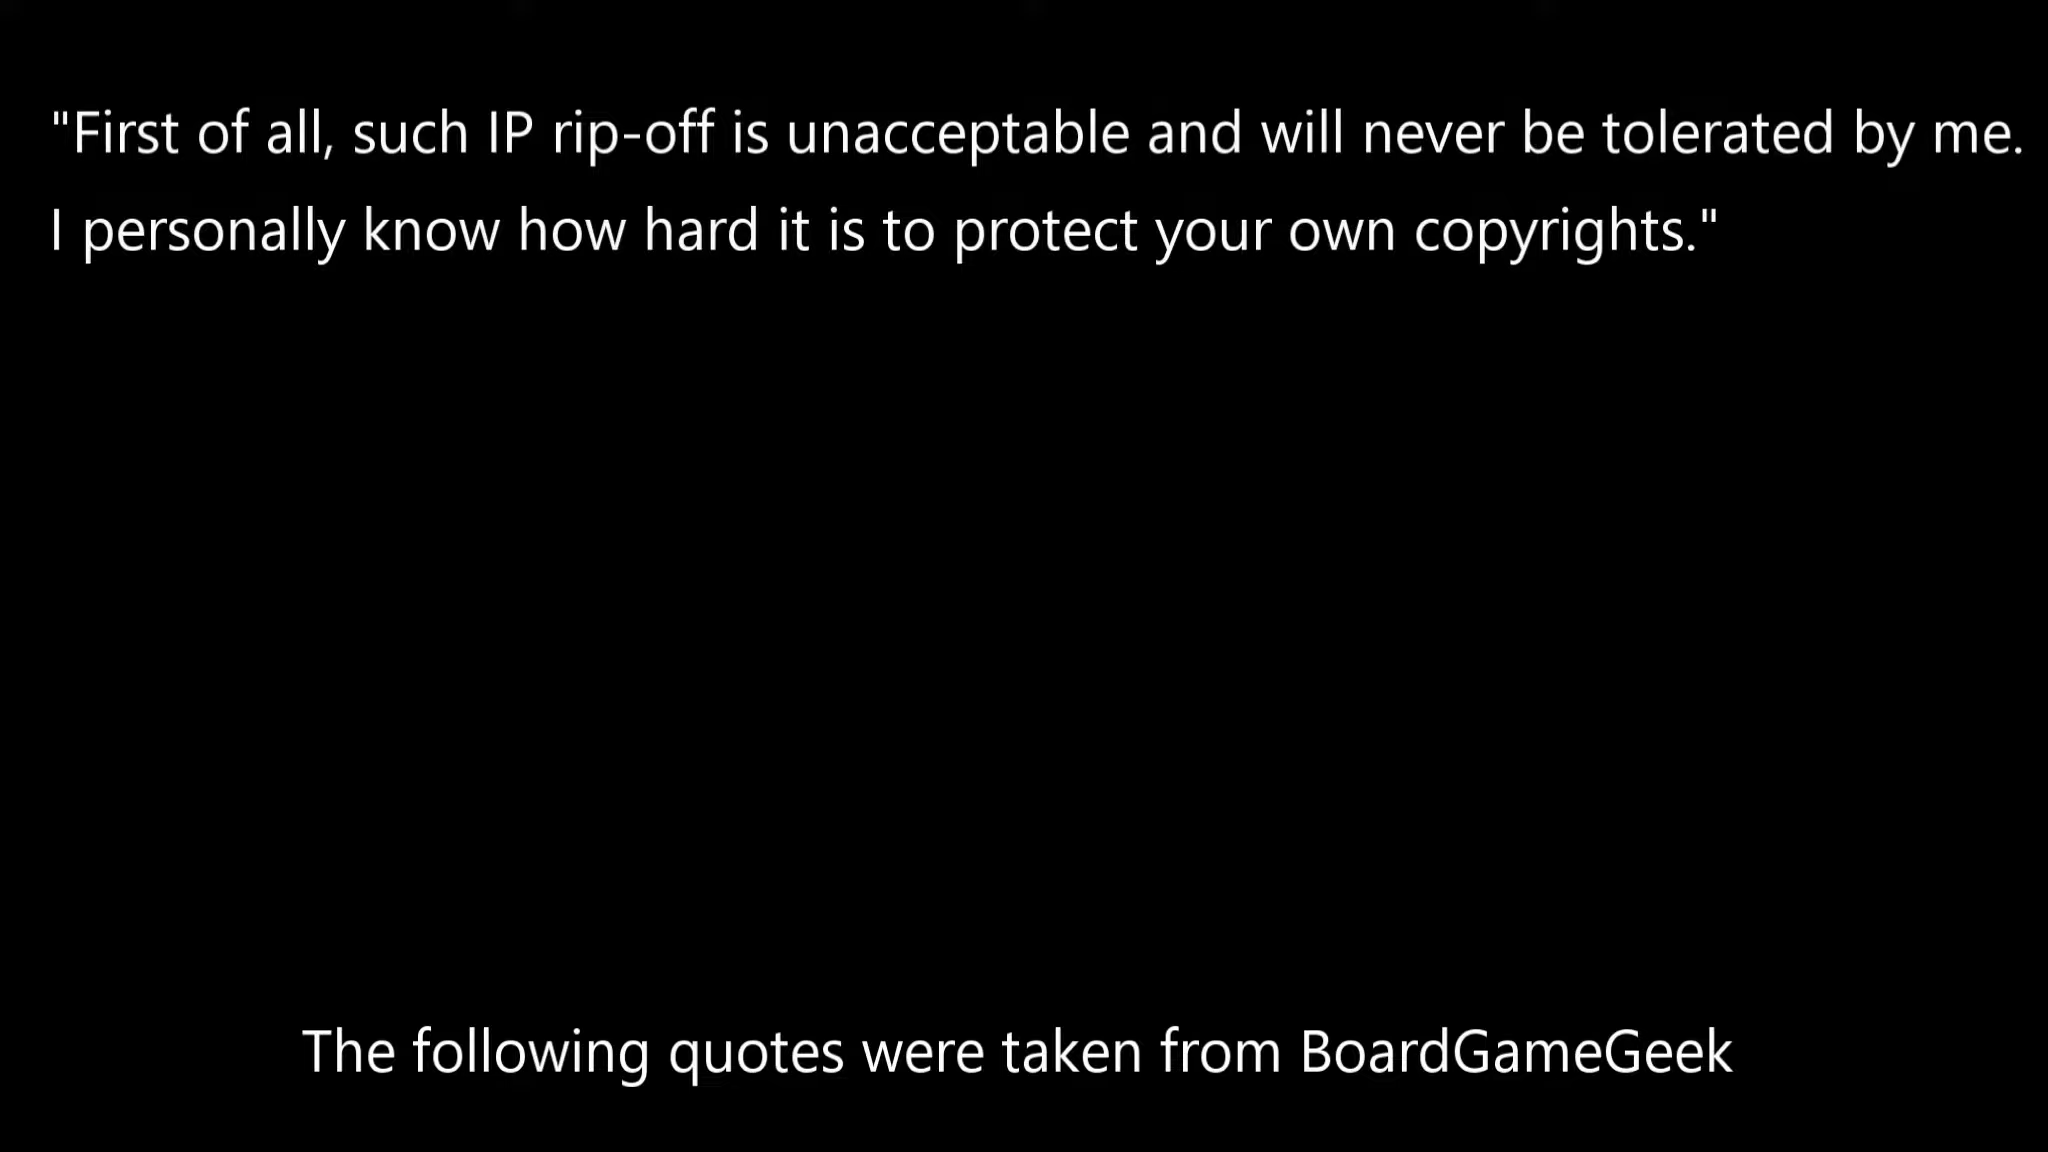 "First of all, such IP rip-off is unacceptable and will never be tolerated by me.
I personally know how hard it is to protect your own copyrights."
The following quotes were taken from BoardGameGeek